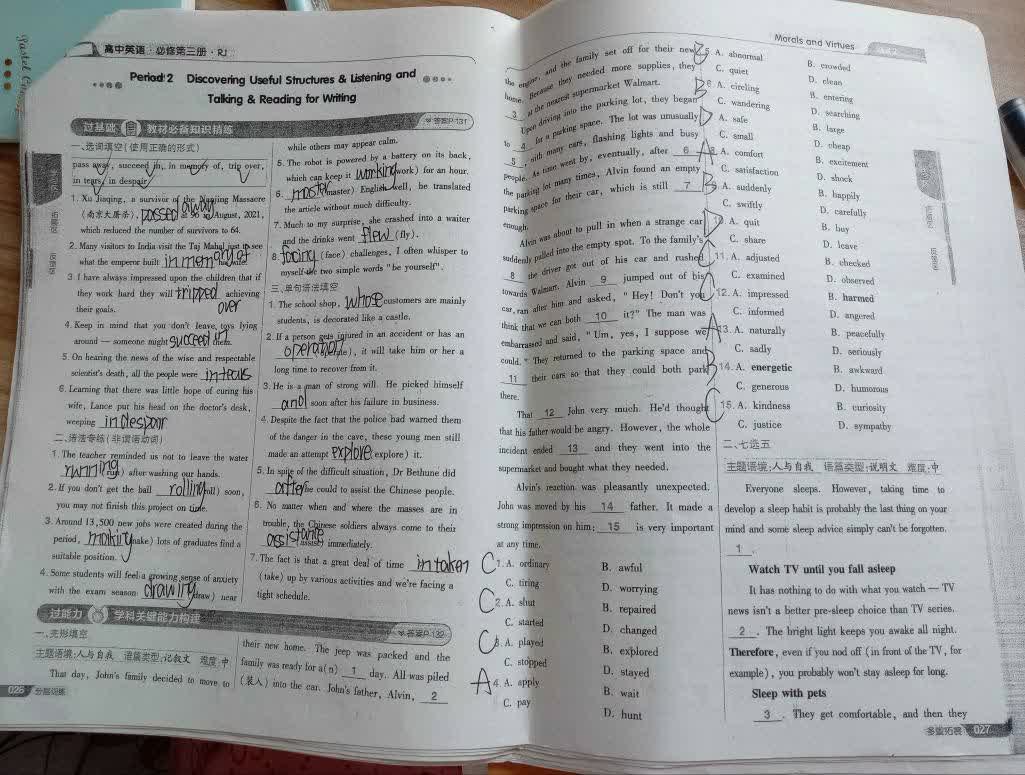 Pastel
高中英语·必修第三册·RJ
Period 2 Discovering Useful Structures & Listening and
Talking & Reading for Writing
过基础 教材必备知识精练
答案P·131
一、选词填空(使用正确的形式)
pass away, succeed in, in memory of, trip over,
in tears, in despair
1. Xu Jiaqing, a survivor of the Nanjing Massacre
(南京大屠杀), passed away at 96 in August, 2021,
which reduced the number of survivors to 64.
2. Many visitors to India visit the Taj Mahal just to see
what the emperor built in memory of
3 I have always impressed upon the children that if
they work hard they will tripped over achieving
their goals.
4. Keep in mind that you don't leave toys lying
around — someone might succeed in them.
5. On hearing the news of the wise and respectable
scientist's death, all the people were in tears
6. Learning that there was little hope of curing his
wife, Lance put his head on the doctor's desk,
weeping in despair
二、语法专练(非谓语动词)
1. The teacher reminded us not to leave the water
running (run) after washing our hands.
2. If you don't get the ball rolling (roll) soon,
you may not finish this project on time.
3. Around 13,500 new jobs were created during the
period, making (make) lots of graduates find a
suitable position.
4. Some students will feel a growing sense of anxiety
with the exam season drawing (draw) near
while others may appear calm.
5. The robot is powered by a battery on its back,
which can keep it working (work) for an hour.
6. master (master) English well, he translated
the article without much difficulty.
7. Much to my surprise, she crashed into a waiter
and the drinks went flew (fly).
8. facing (face) challenges, I often whisper to
myself the two simple words "be yourself".
三、单句语法填空
1. The school shop, whose customers are mainly
students, is decorated like a castle.
2. If a person gets injured in an accident or has an
operation (operate), it will take him or her a
long time to recover from it.
3. He is a man of strong will. He picked himself
and soon after his failure in business.
4. Despite the fact that the police had warned them
of the danger in the cave, these young men still
made an attempt explore (explore) it.
5. In spite of the difficult situation, Dr Bethune did
after he could to assist the Chinese people.
6. No matter when and where the masses are in
trouble, the Chinese soldiers always come to their
assistance (assist) immediately.
7. The fact is that a great deal of time in taken
(take) up by various activities and we're facing a
tight schedule.
过能力 学科关键能力构建
答案P·132
一、完形填空
主题语境:人与自我 语篇类型:记叙文 难度:中
That day, John's family decided to move to
their new home. The jeep was packed and the
family was ready for a(n) 1 day. All was piled
(装人) into the car. John's father, Alvin, 2
026 分层训练
Morals and Virtues
the engine, and the family set off for their new
home. Because they needed more supplies, they
3 at the nearest supermarket Walmart.
Upon driving into the parking lot, they began
to 4 for a parking space. The lot was unusually
5, with many cars, flashing lights and busy
people. As time went by, eventually, after 6
the parking lot many times, Alvin found an empty
parking space for their car, which is still 7
enough.
Alvin was about to pull in when a strange car
suddenly pulled into the empty spot. To the family's
8 the driver got out of his car and rushed
towards Walmart. Alvin 9 jumped out of his
car, ran after him and asked, "Hey! Don't you
think that we can both 10 it?" The man was
embarrassed and said, "Um, yes, I suppose we
could." They returned to the parking space and
11 their cars so that they could both park
there.
That 12 John very much. He'd thought
that his father would be angry. However, the whole
incident ended 13 and they went into the
supermarket and bought what they needed.
Alvin's reaction was pleasantly unexpected.
John was moved by his 14 father. It made a
strong impression on him: 15 is very important
at any time.
C 1. A. ordinary B. awful
C. tiring D. worrying
C 2. A. shut B. repaired
C. started D. changed
C 3. A. played B. explored
C. stopped D. stayed
A 4. A. apply B. wait
C. pay D. hunt
5. A. abnormal B. crowded
C. quiet D. clean
6. A. circling B. entering
C. wandering D. searching
7. A. safe B. large
C. small D. cheap
A 8. A. comfort B. excitement
C. satisfaction D. shock
9. A. suddenly B. happily
C. swiftly D. carefully
10. A. quit B. buy
C. share D. leave
11. A. adjusted B. checked
C. examined D. observed
12. A. impressed B. harmed
C. informed D. angered
A 13. A. naturally B. peacefully
C. sadly D. seriously
B 14. A. energetic B. awkward
C. generous D. humorous
C 15. A. kindness B. curiosity
C. justice D. sympathy
二、七选五
主题语境:人与自我 语篇类型:说明文 难度:中
Everyone sleeps. However, taking time to
develop a sleep habit is probably the last thing on your
mind and some sleep advice simply can't be forgotten.
1.
Watch TV until you fall asleep
It has nothing to do with what you watch — TV
news isn't a better pre-sleep choice than TV series.
2. The bright light keeps you awake all night.
Therefore, even if you nod off (in front of the TV, for
example), you probably won't stay asleep for long.
Sleep with pets
3. They get comfortable, and then they
027